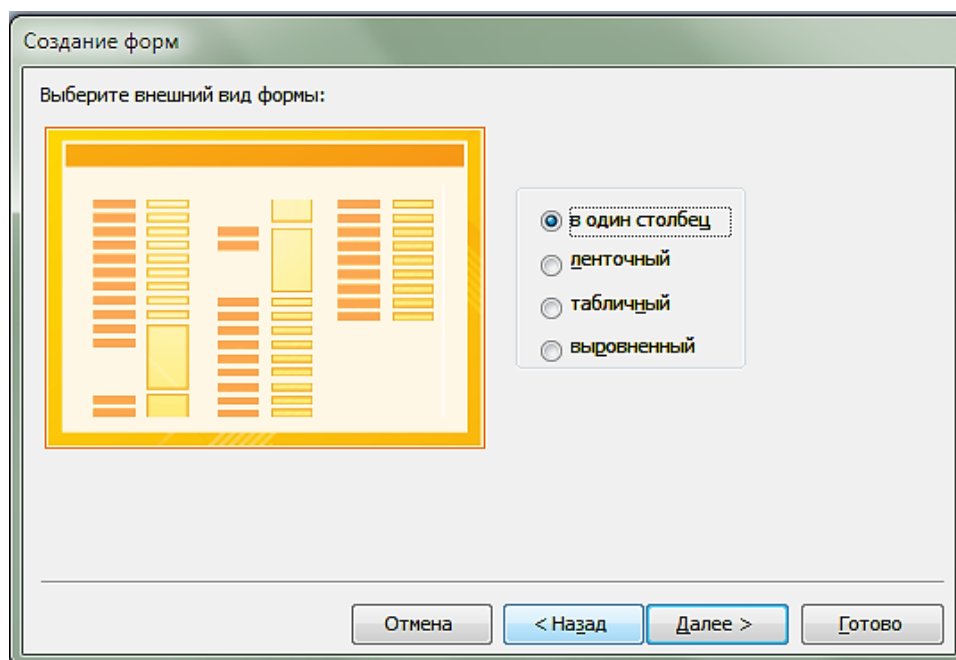 Создание форм
Выберите внешний вид формы:
в один столбец
ленточный
табличный
выровненный
Отмена
< Назад
Далее >
Готово